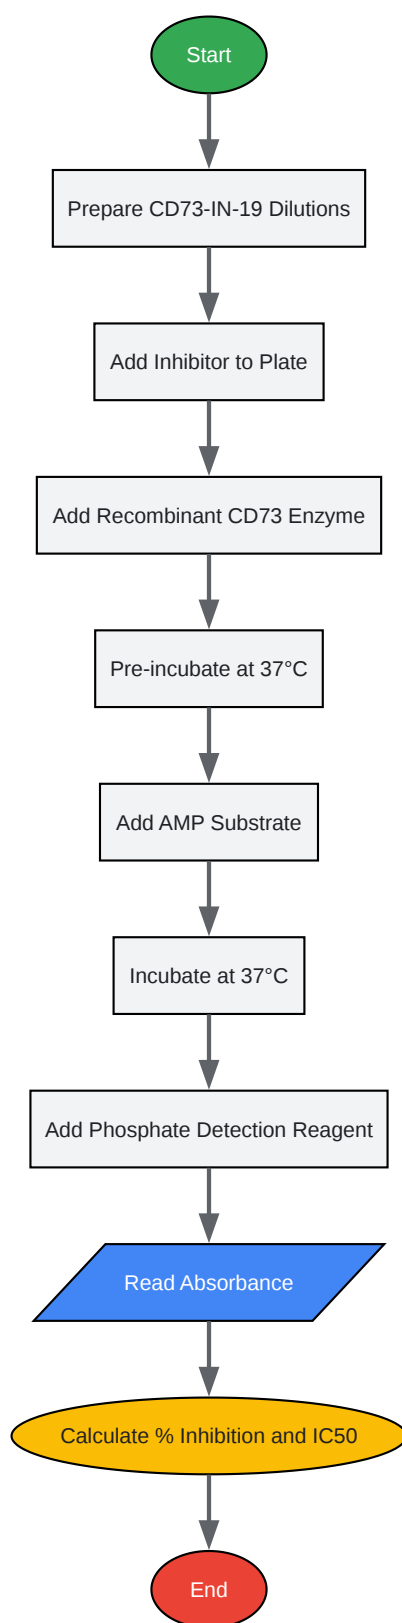 Start
Prepare CD73-IN-19 Dilutions
Add Inhibitor to Plate
Add Recombinant CD73 Enzyme
Pre-incubate at 37°C
Add AMP Substrate
Incubate at 37°C
Add Phosphate Detection Reagent
Read Absorbance
Calculate % Inhibition and IC50
End